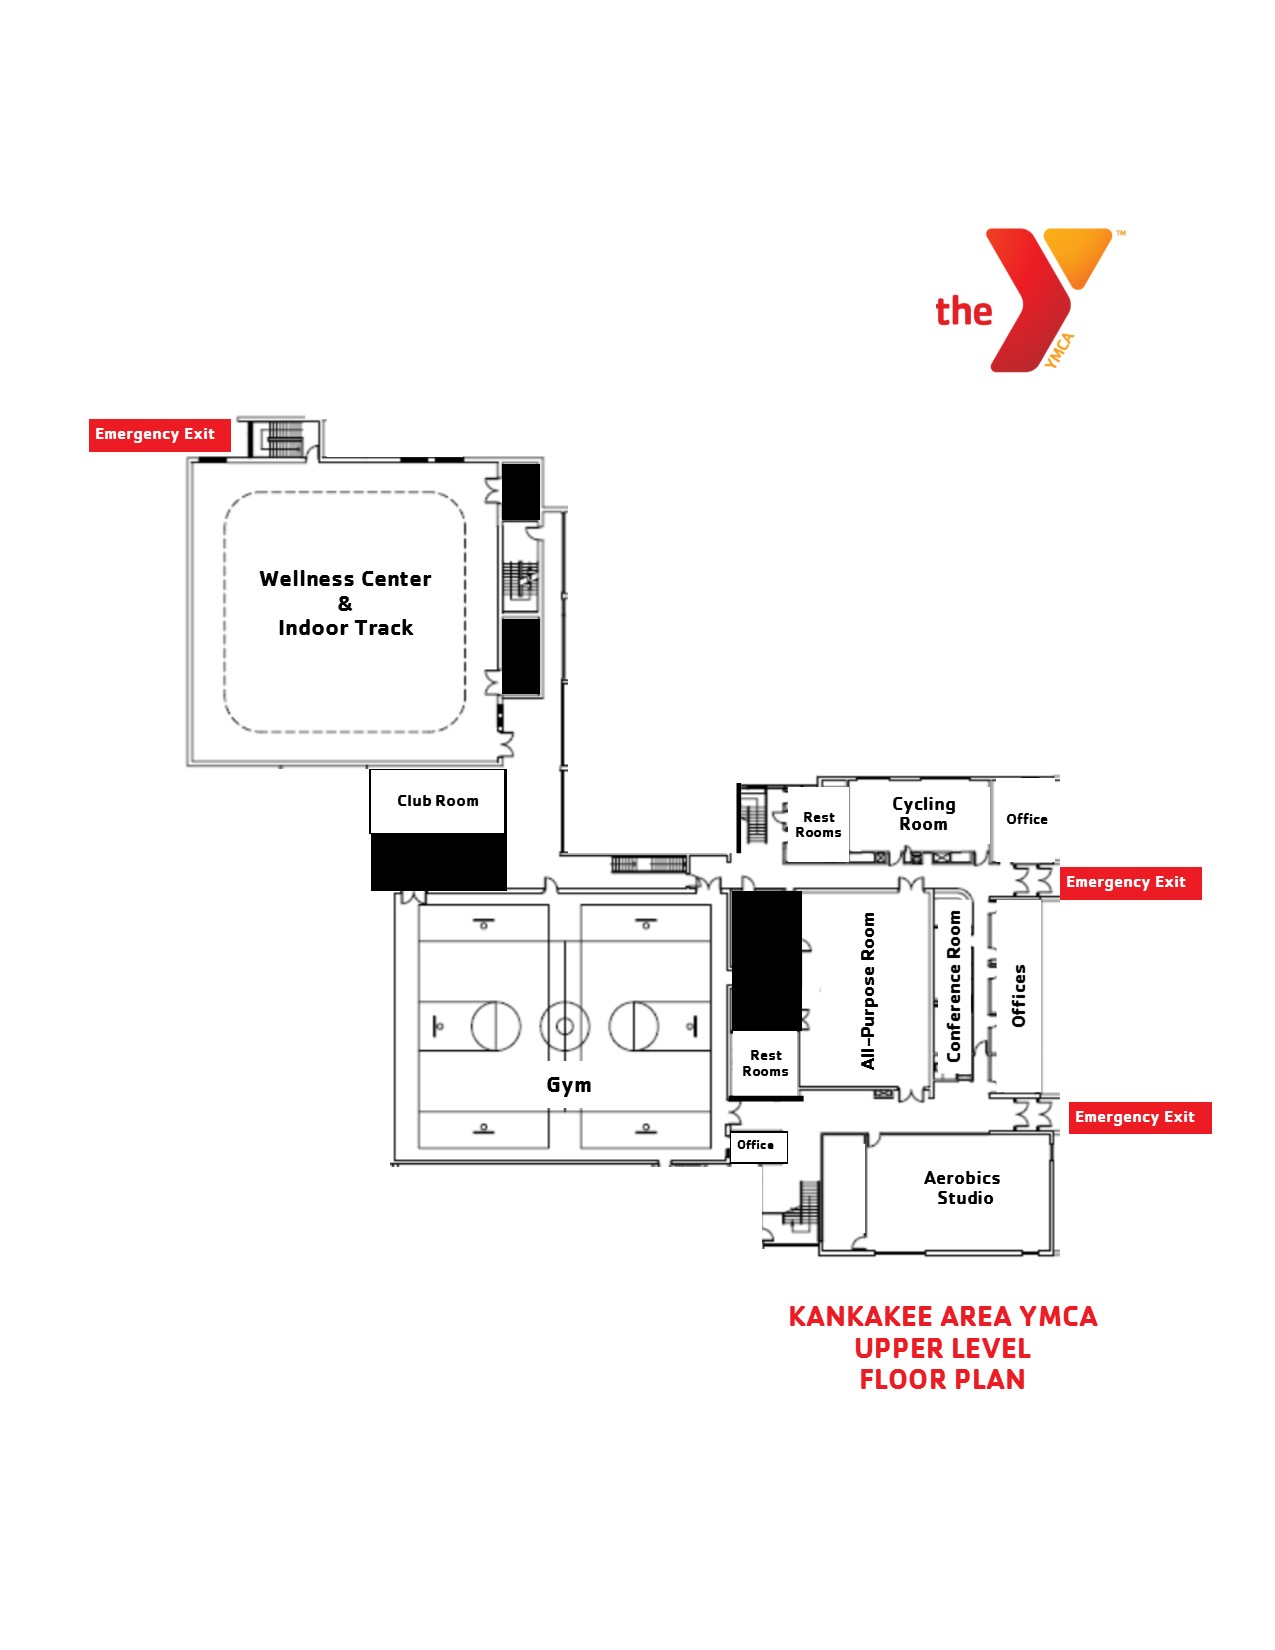 the
™
YMCA
Emergency Exit
Wellness Center
&
Indoor Track
Club Room
Rest
Rooms
Cycling
Room
Office
Emergency Exit
All-Purpose Room
Conference Room
Offices
Rest
Rooms
Gym
Emergency Exit
Office
Aerobics
Studio
KANKAKEE AREA YMCA
UPPER LEVEL
FLOOR PLAN